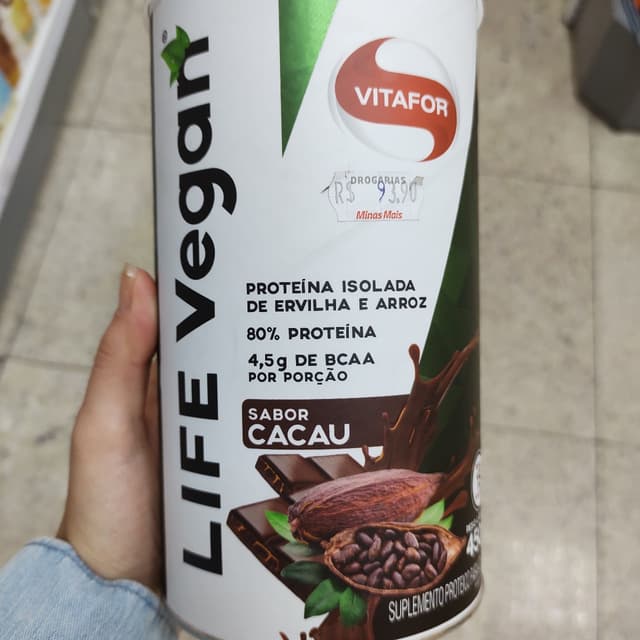 LIFE Vegan
®
VITAFOR
DROGARIAS
R$ 93,90
Minas Mais
PROTEÍNA ISOLADA
DE ERVILHA E ARROZ
80% PROTEÍNA
4,5g DE BCAA
POR PORÇÃO
SABOR
CACAU
SUPLEMENTO PROTEICO